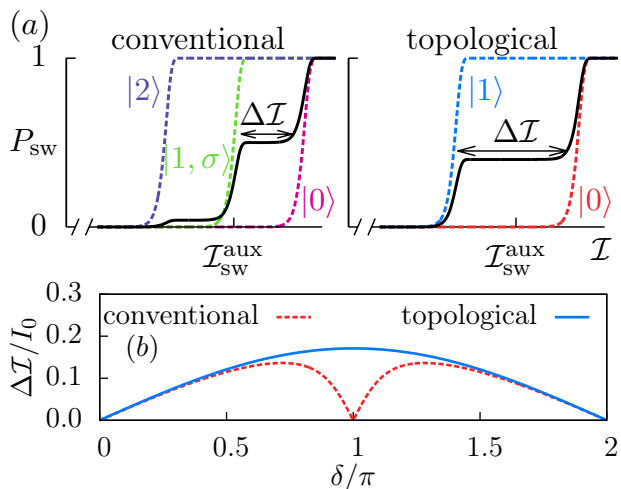 (a) conventional topological
1
|2⟩ |1⟩
Δℐ Δℐ
P_sw
|1, σ⟩
|0⟩ |0⟩
0
ℐ_sw^aux ℐ_sw^aux ℐ
0.3
conventional topological
0.2
(b)
Δℐ/I₀
0.1
0.0
0 0.5 1 1.5 2
δ/π